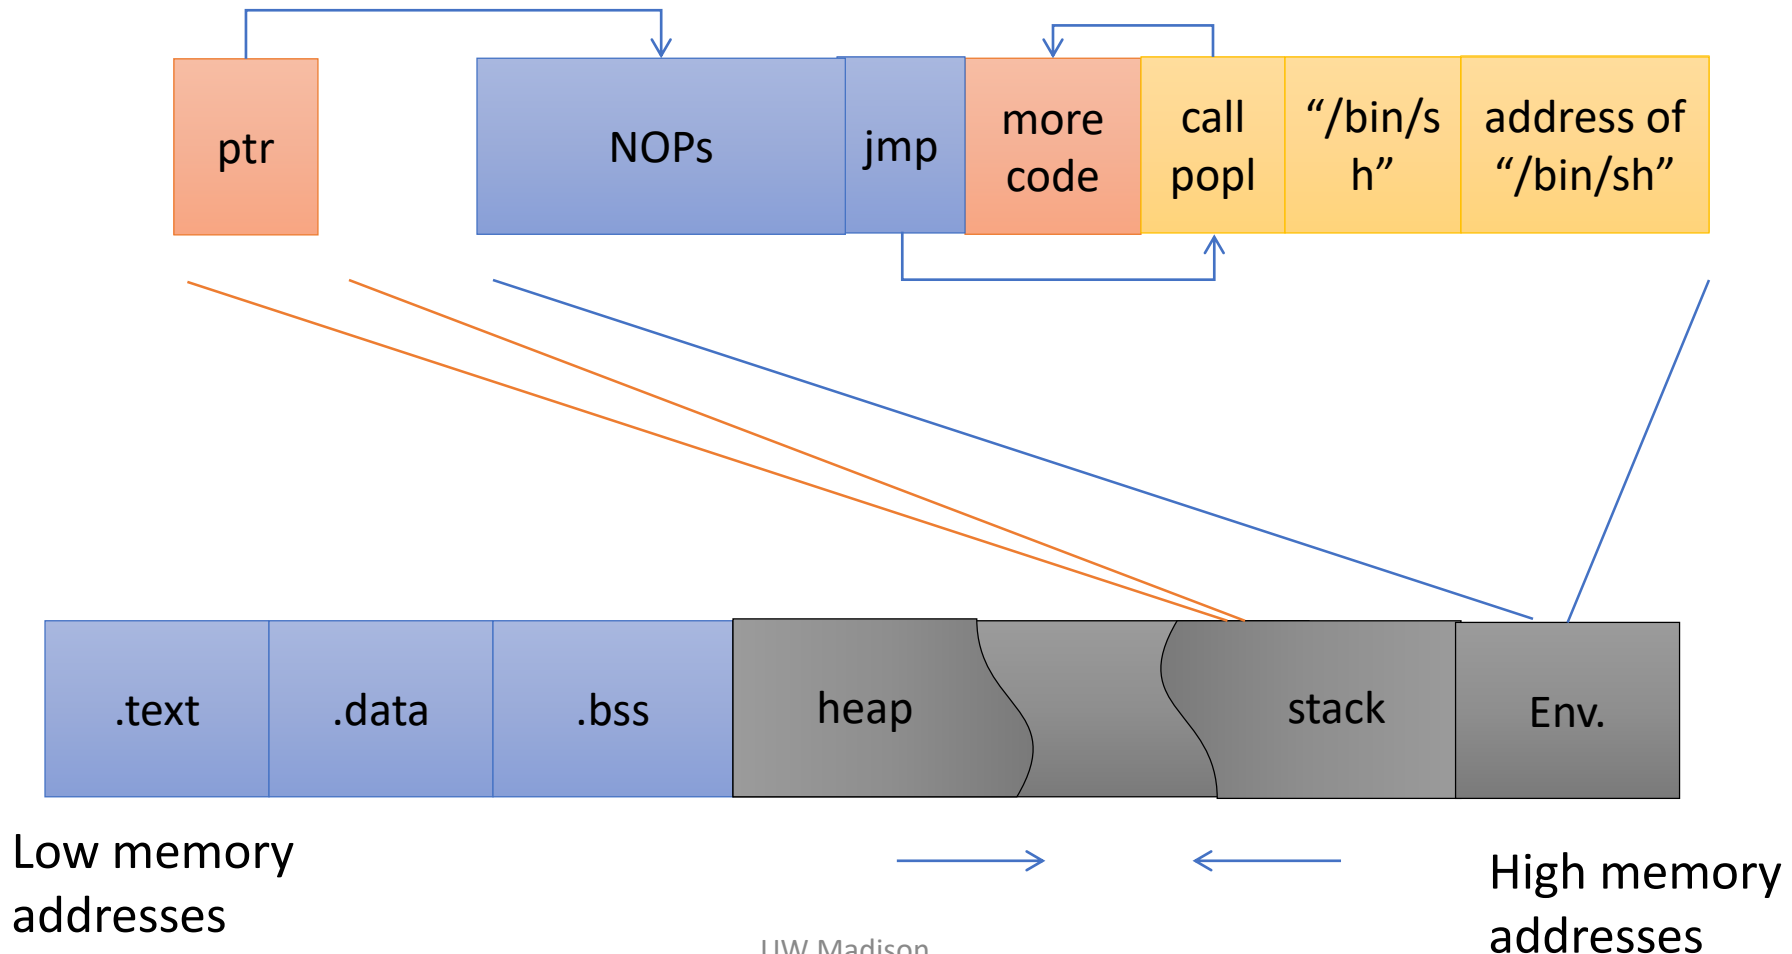 ptr
NOPs
jmp
more
code
call
popl
“/bin/s
h”
address of
“/bin/sh”
.text
.data
.bss
heap
stack
Env.
Low memory
addresses
High memory
addresses
UW Madison